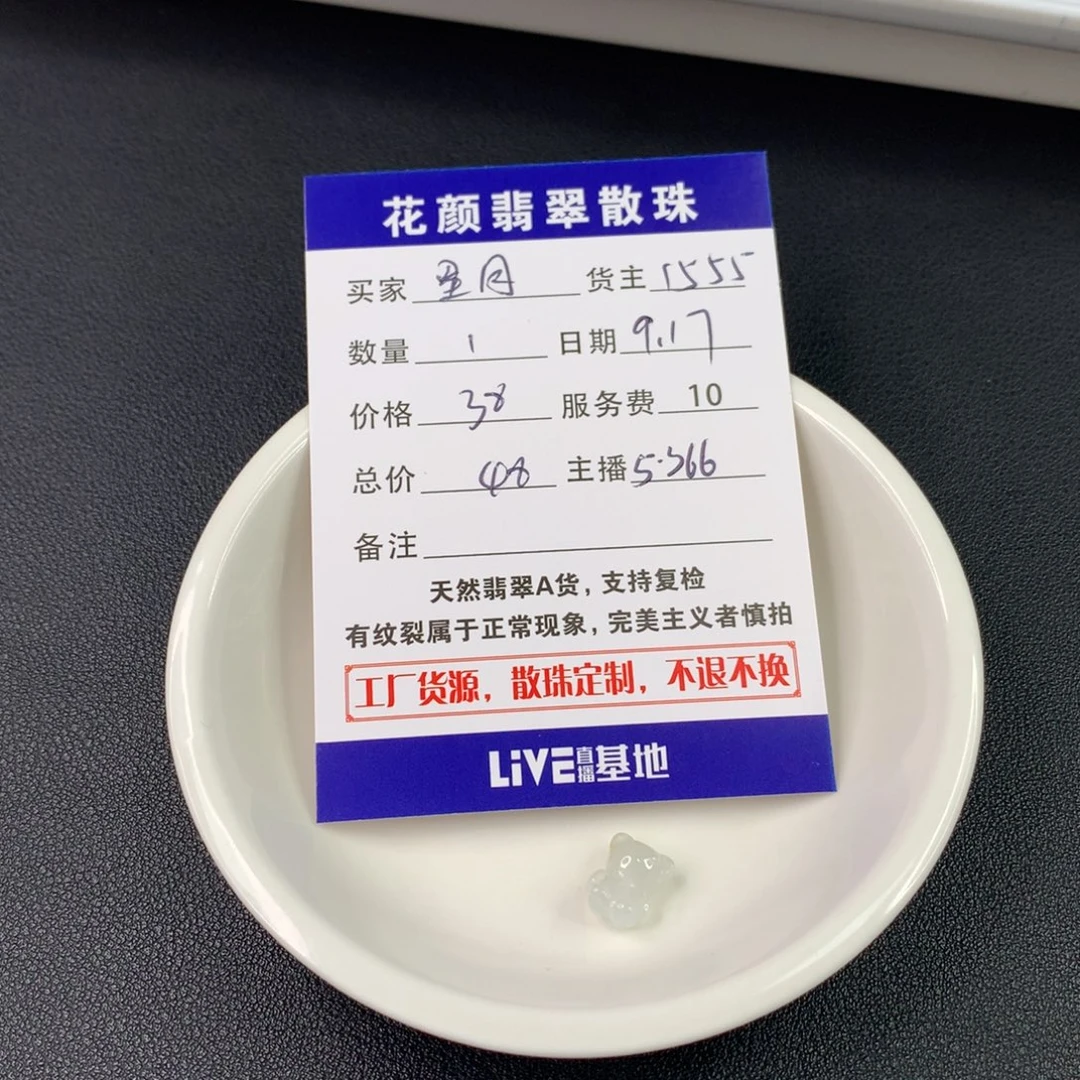 花颜翡翠散珠
买家 星月 货主 1555
数量 1 日期 9.17
价格 38 服务费 10
总价 48 主播 5·366
备注
天然翡翠A货，支持复检
有纹裂属于正常现象，完美主义者慎拍
工厂货源，散珠定制，不退不换
LiVE直播基地